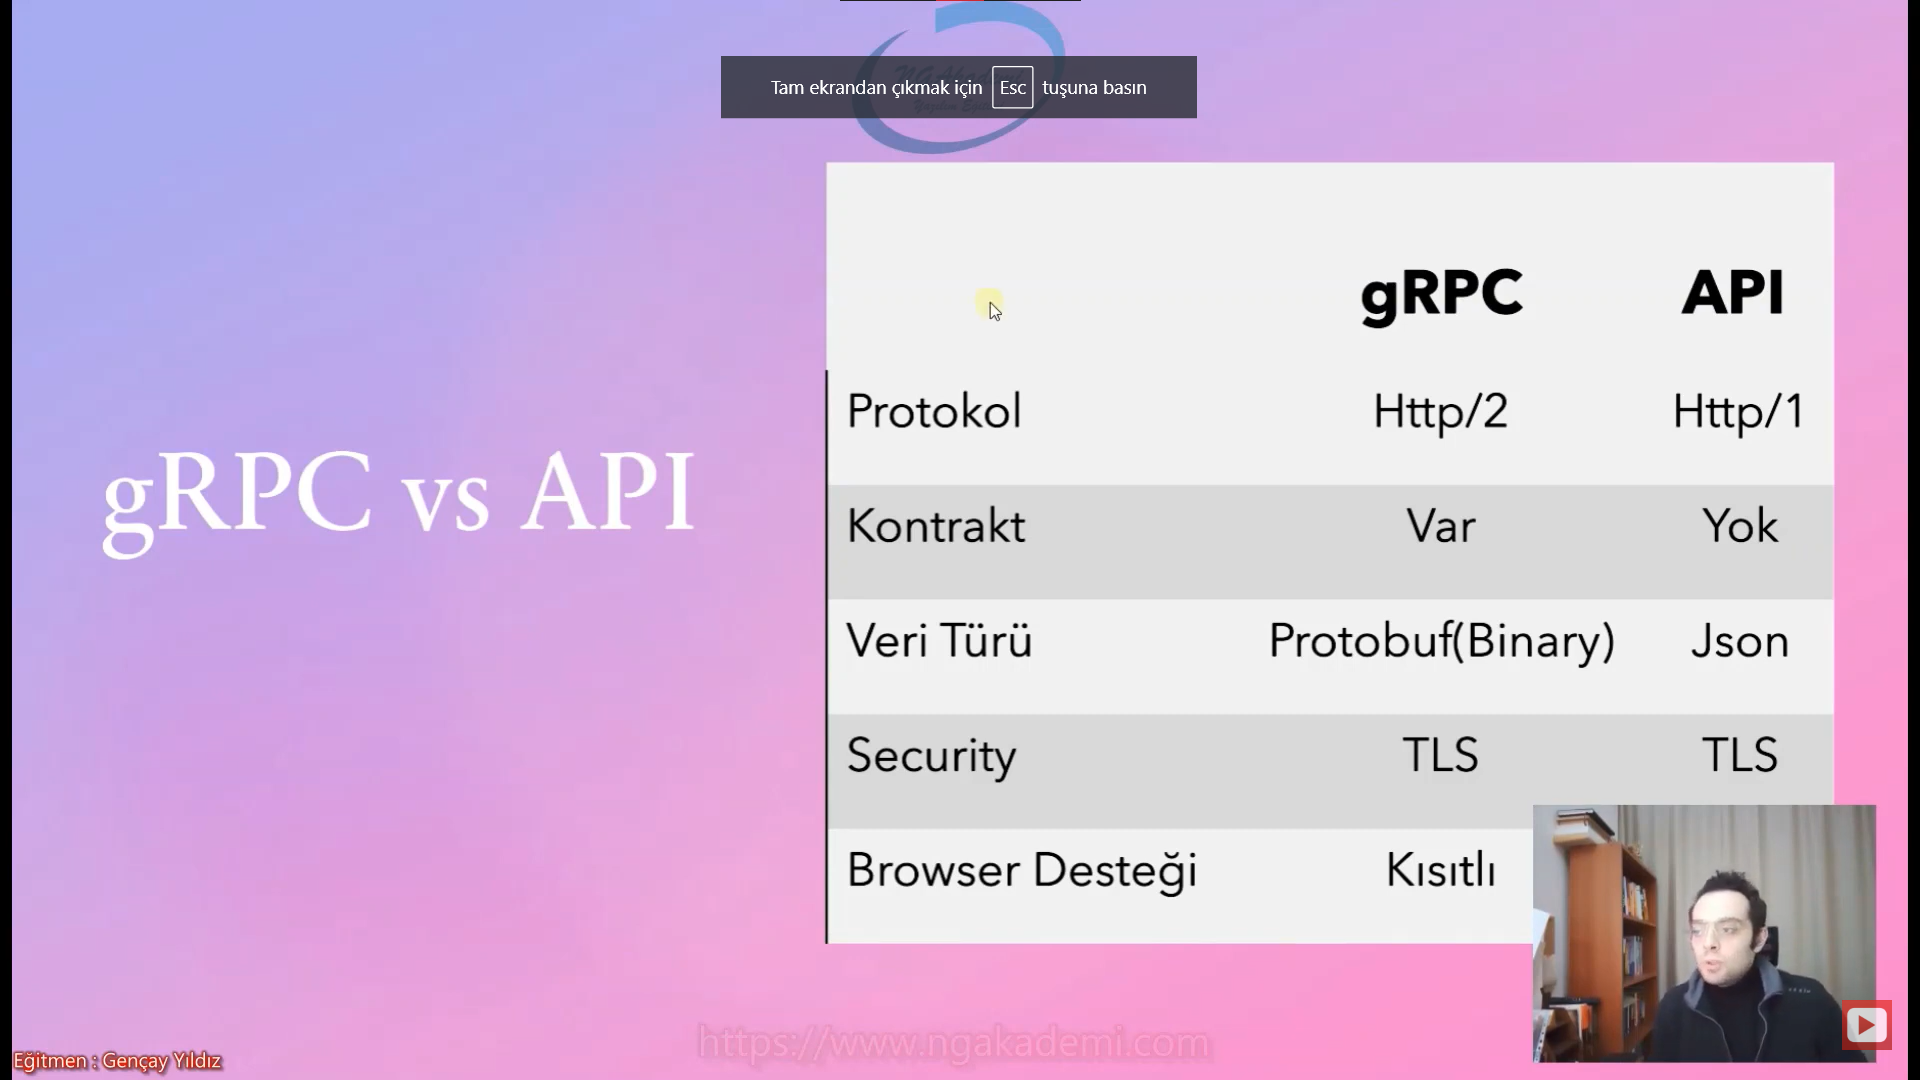 Tam ekrandan çıkmak için Esc tuşuna basın
gRPC vs API
gRPC API
Protokol Http/2 Http/1
Kontrakt Var Yok
Veri Türü Protobuf(Binary) Json
Security TLS TLS
Browser Desteği Kısıtlı
https://www.ngakademi.com
Eğitmen : Gençay Yıldız